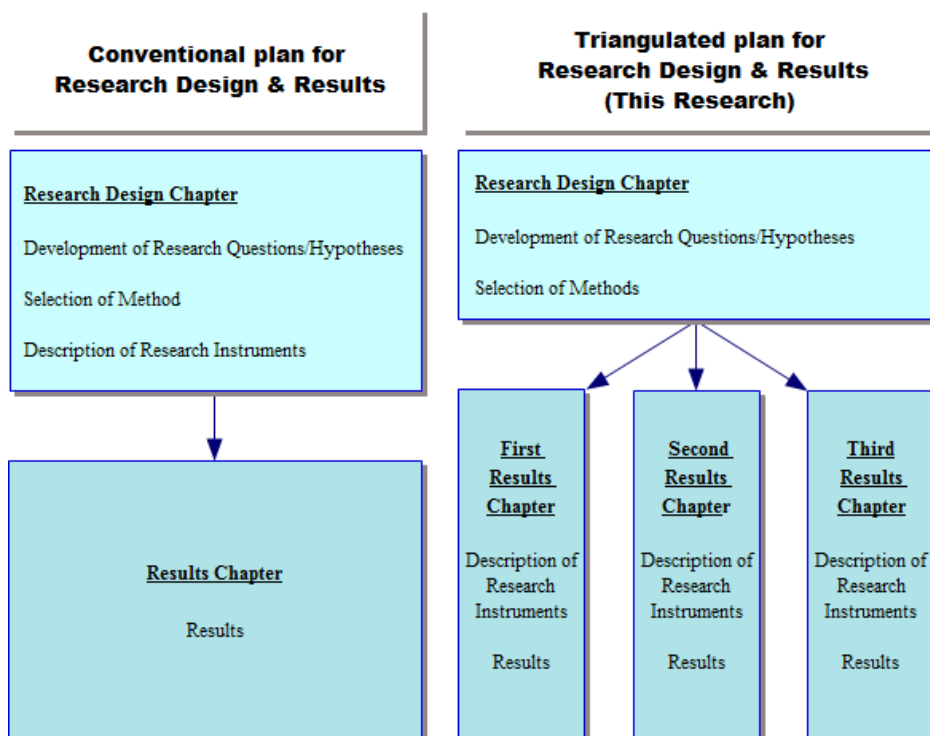 Conventional plan for
Research Design & Results
Research Design Chapter
Development of Research Questions/Hypotheses
Selection of Method
Description of Research Instruments
Results Chapter
Results
Triangulated plan for
Research Design & Results
(This Research)
Research Design Chapter
Development of Research Questions/Hypotheses
Selection of Methods
First
Results
Chapter
Description of
Research
Instruments
Results
Second
Results
Chapter
Description of
Research
Instruments
Results
Third
Results
Chapter
Description of
Research
Instruments
Results